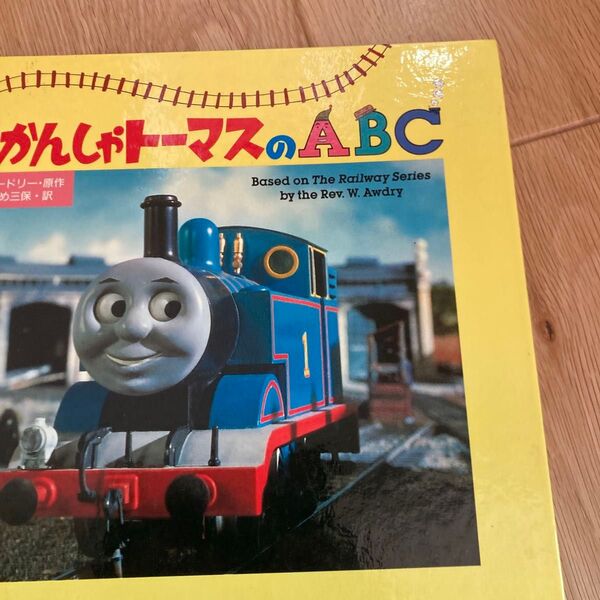 かんしゃトーマスのABC
ードリー・原作
め三保・訳
Based on The Railway Series
by the Rev. W. Awdry
1